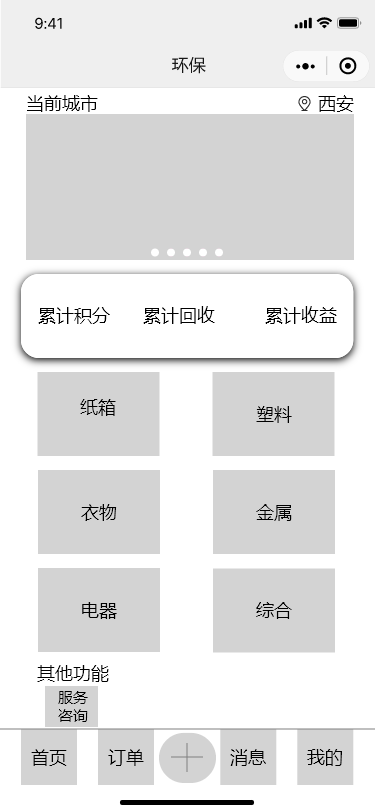 9:41
环保
当前城市 西安
累计积分 累计回收 累计收益
纸箱 塑料
衣物 金属
电器 综合
其他功能
服务
咨询
首页 订单 消息 我的